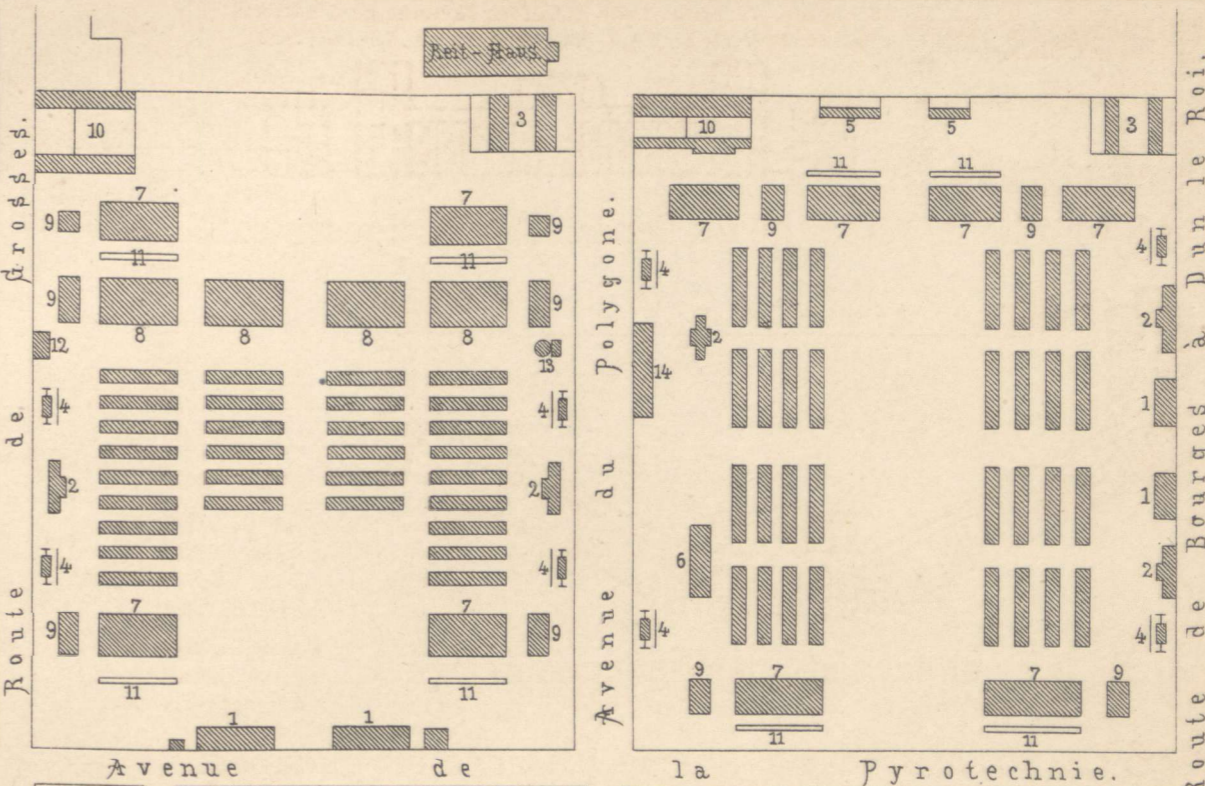 Reit-Haus.
Route de Grosses.
Avenue du Polygone.
Route de Bourges à Dun le Roi.
10 3 10 5 5 3
7 7 11 11
9 9 7 9 7 7 9 7
11 11 4 4
9 8 8 8 8 9
12 13 2 2
14
4 4 1
2 2 1
4 4 6 2
7 7
9 9 4 4
11 11 9 7 7 9
1 1 11 11
Avenue de la Pyrotechnie.